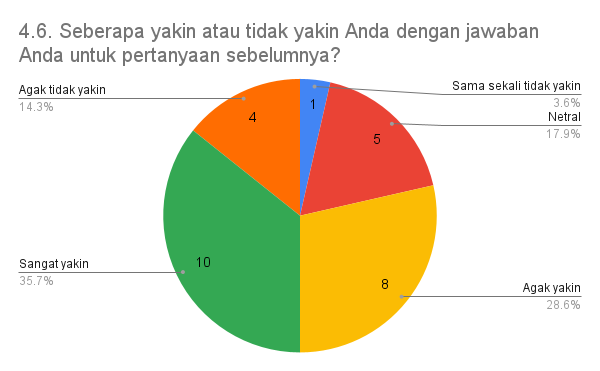 4.6. Seberapa yakin atau tidak yakin Anda dengan jawaban
Anda untuk pertanyaan sebelumnya?
Agak tidak yakin
14.3%
Sama sekali tidak yakin
3.6%
Netral
17.9%
1
4
5
10
8
Sangat yakin
35.7%
Agak yakin
28.6%